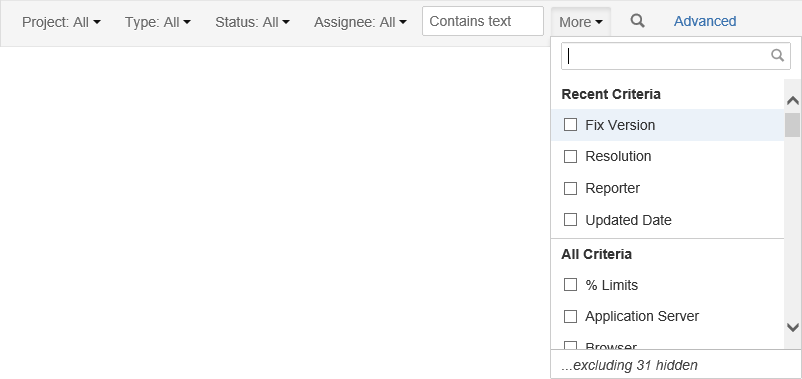 Project: All Type: All Status: All Assignee: All Contains text More Advanced
Recent Criteria
Fix Version
Resolution
Reporter
Updated Date
All Criteria
% Limits
Application Server
Browser
...excluding 31 hidden